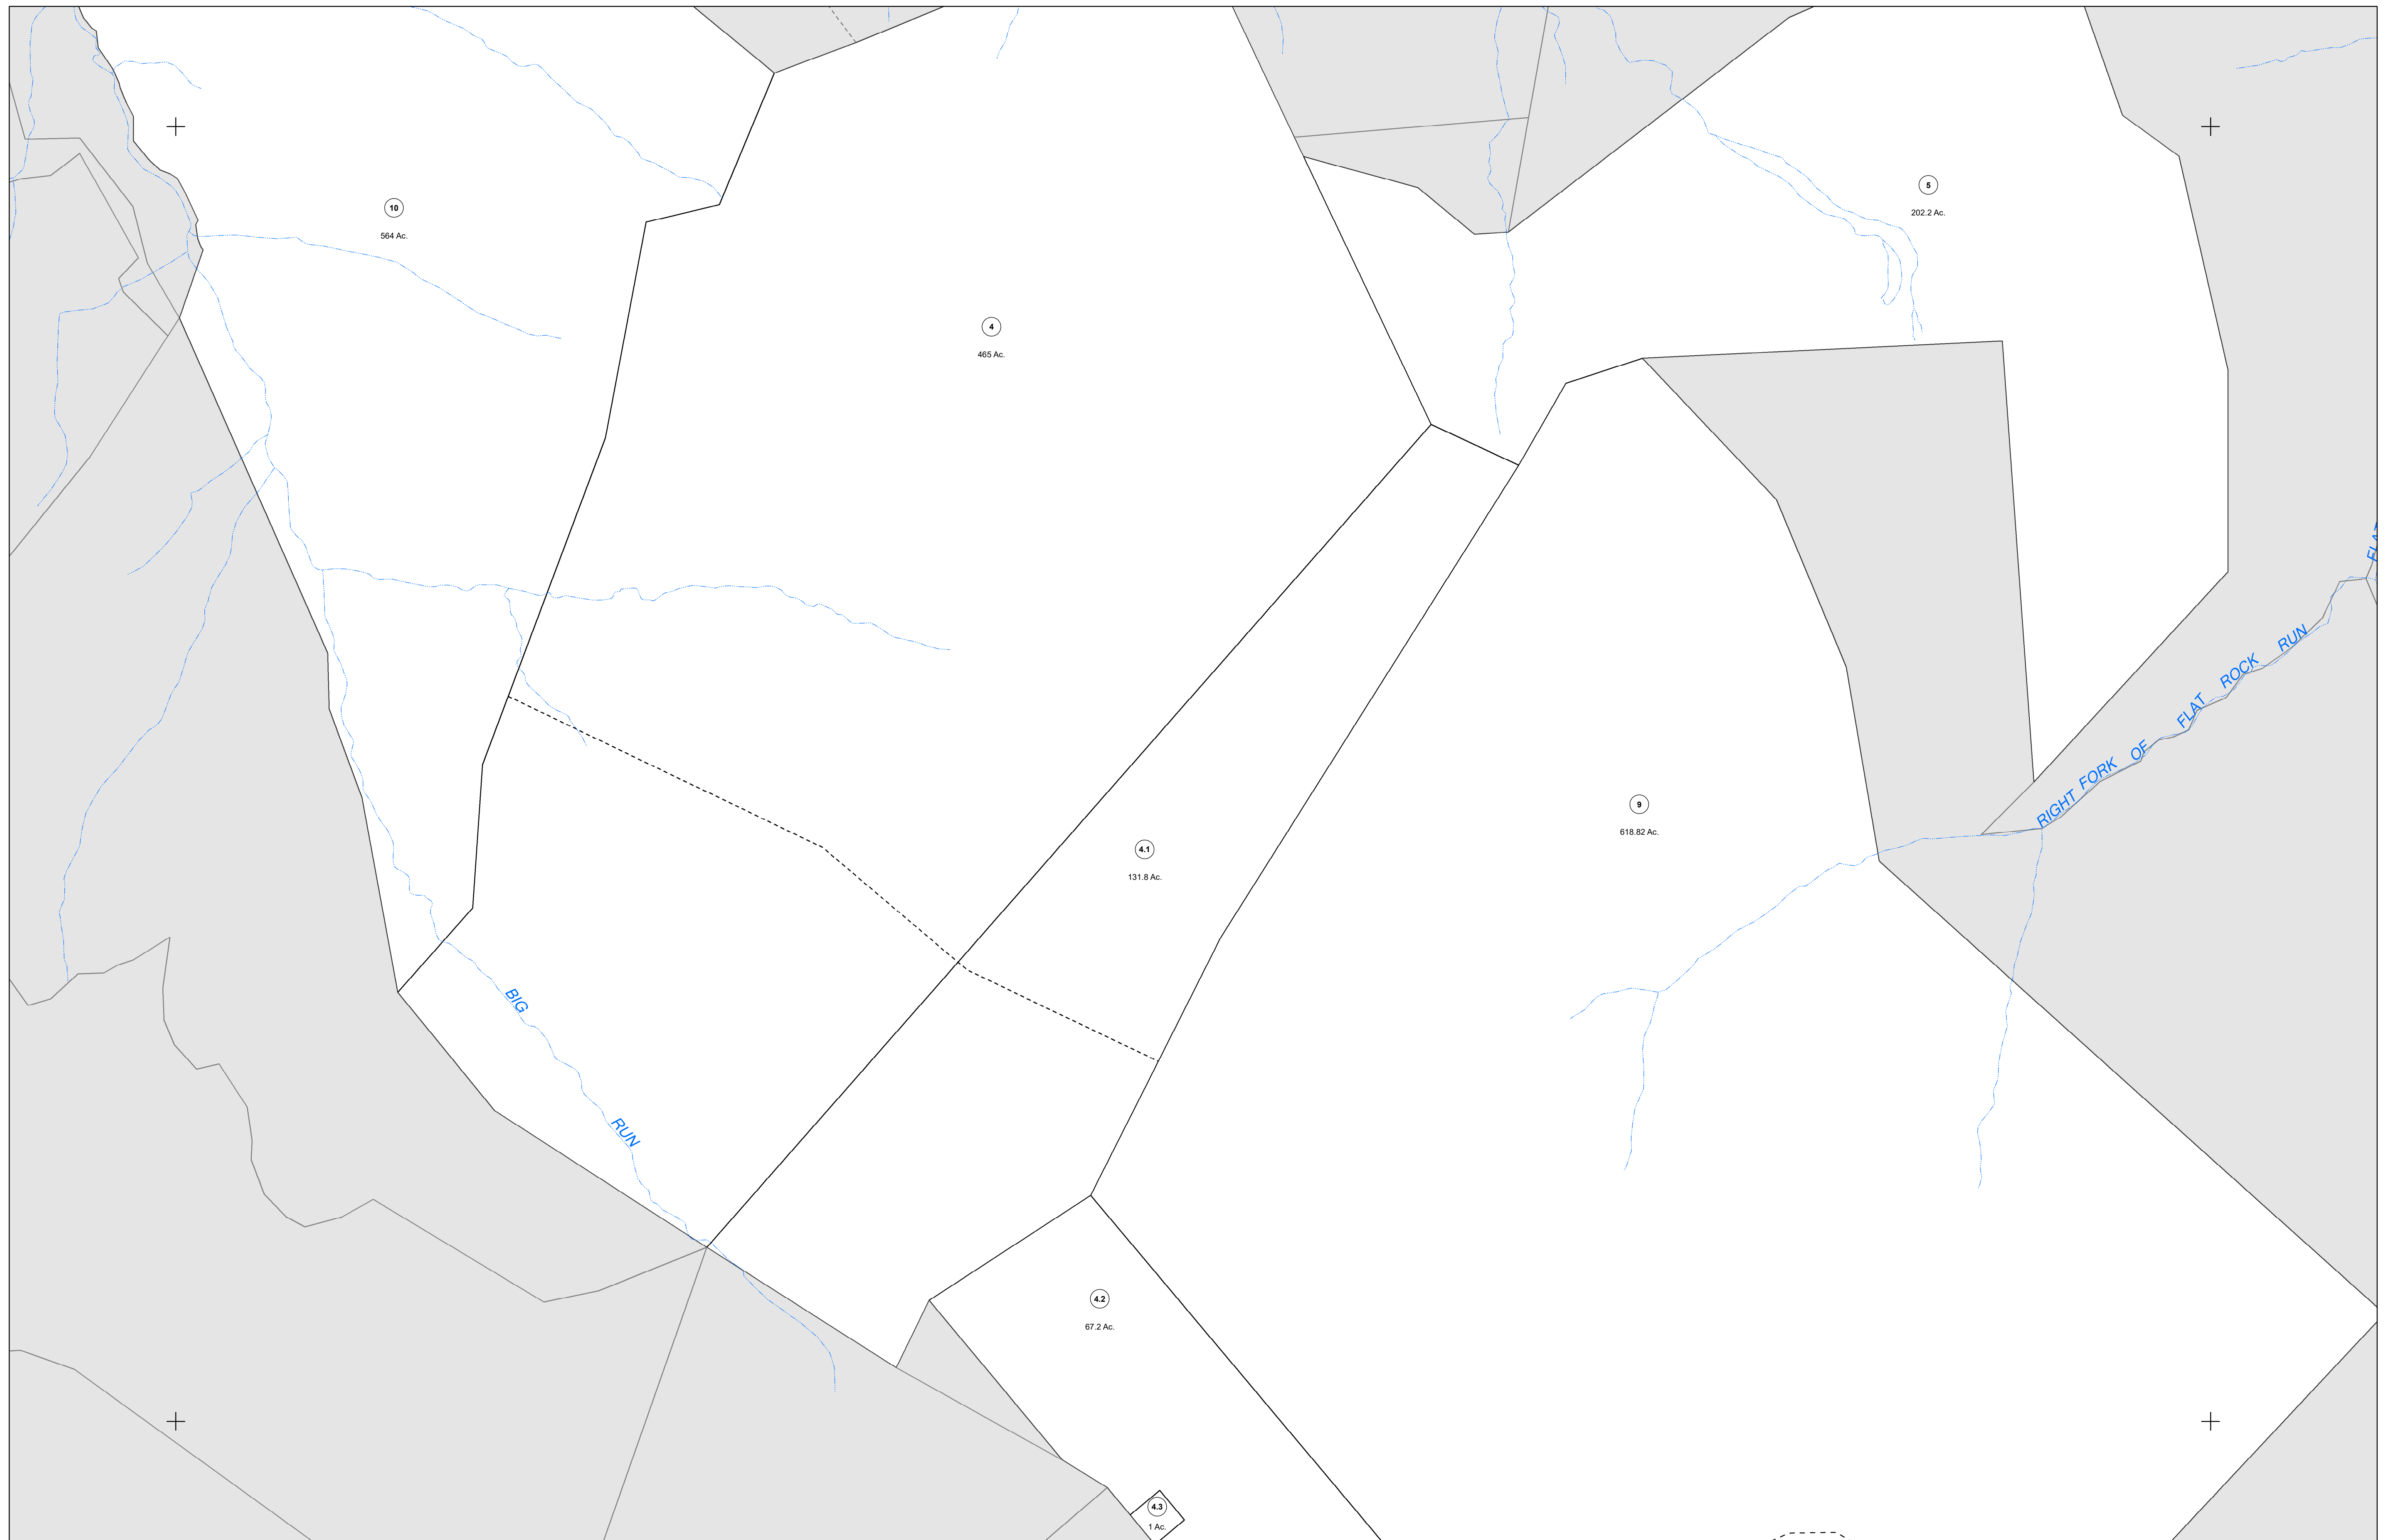 5
202.2 Ac.
10
564 Ac.
4
465 Ac.
RIGHT FORK OF FLAT ROCK RUN
9
618.82 Ac.
4.1
131.8 Ac.
BIG RUN
4.2
67.2 Ac.
4.3
1 Ac.